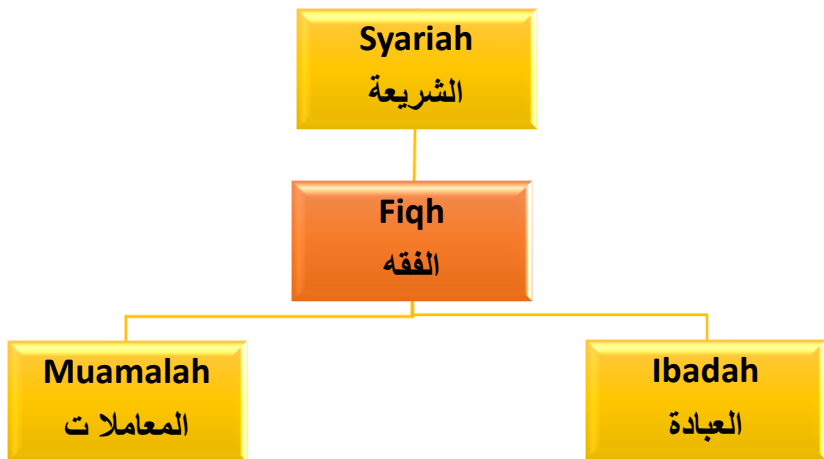 Syariah
الشريعة
Fiqh
الفقه
Muamalah
المعاملا ت
Ibadah
العبادة